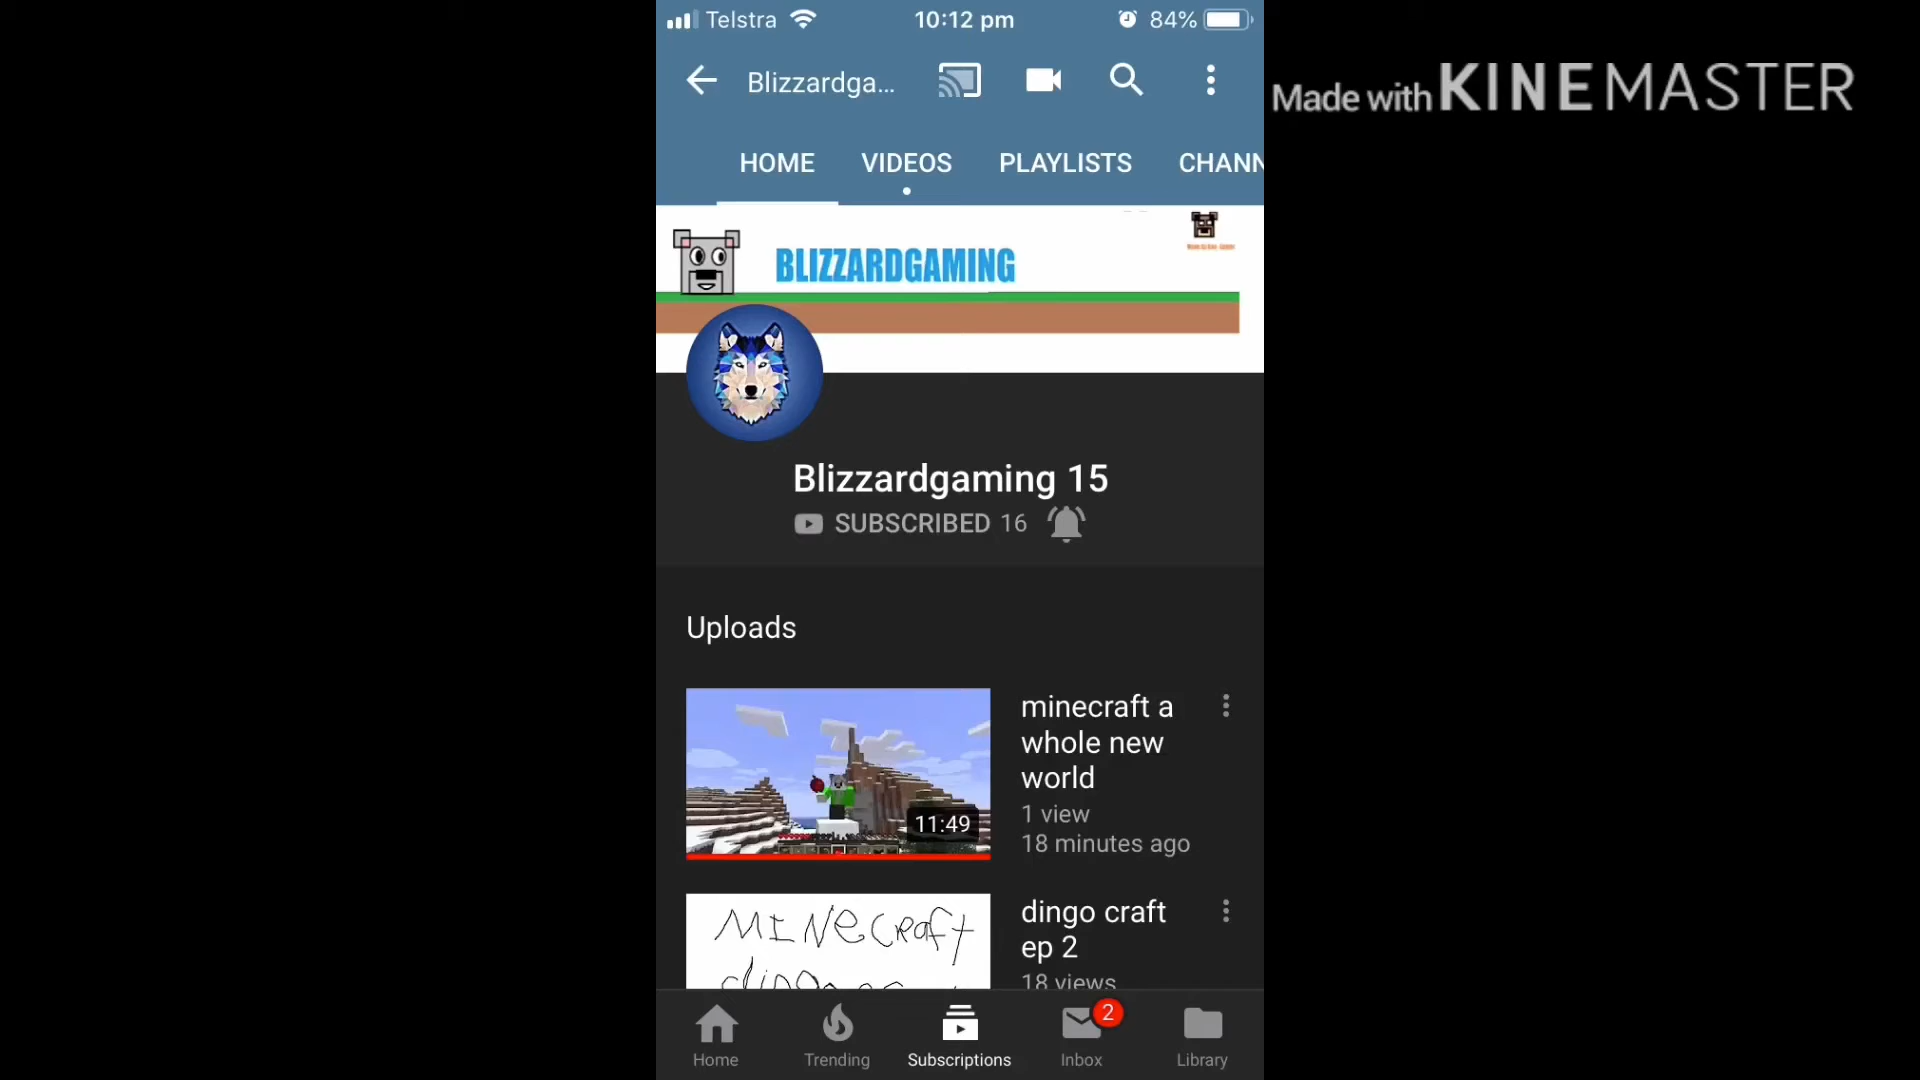 Telstra 10:12 pm 84%
Made with KINEMASTER
Blizzardga...
HOME VIDEOS PLAYLISTS CHANN
BLIZZARDGAMING
Blizzardgaming 15
SUBSCRIBED 16
Uploads
minecraft a
whole new
world
11:49
1 view
18 minutes ago
MINeCRaft
dingo craft
ep 2
18 views
2
Home Trending Subscriptions Inbox Library